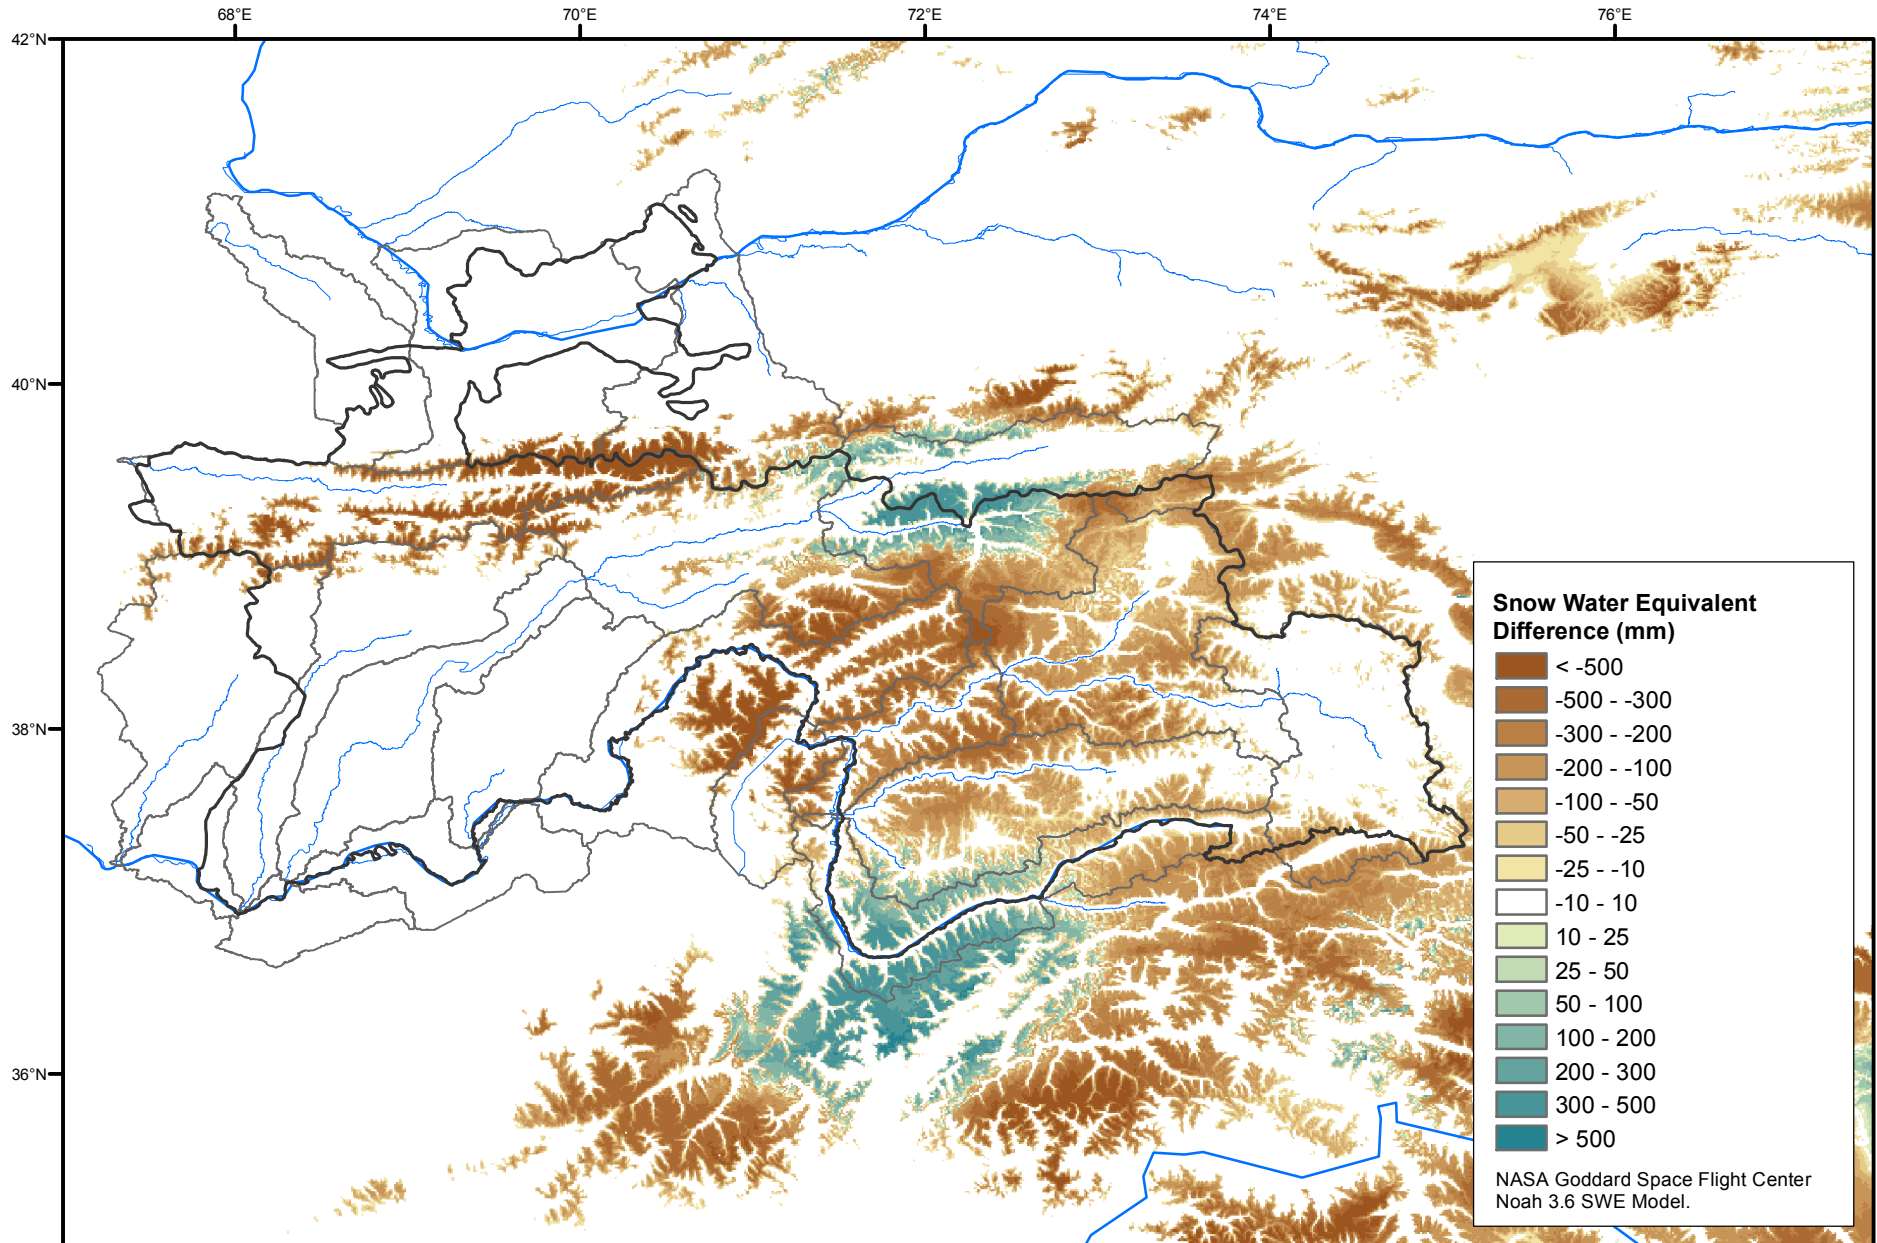 68°E
70°E
72°E
74°E
76°E
42°N
40°N
38°N
36°N
Snow Water Equivalent
Difference (mm)
< -500
-500 - -300
-300 - -200
-200 - -100
-100 - -50
-50 - -25
-25 - -10
-10 - 10
10 - 25
25 - 50
50 - 100
100 - 200
200 - 300
300 - 500
> 500
NASA Goddard Space Flight Center
Noah 3.6 SWE Model.